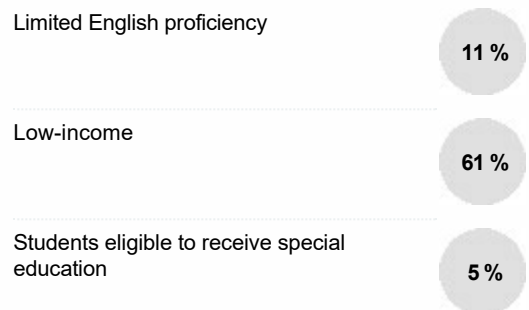 Limited English proficiency
11 %
Low-income
61 %
Students eligible to receive special
education
5 %